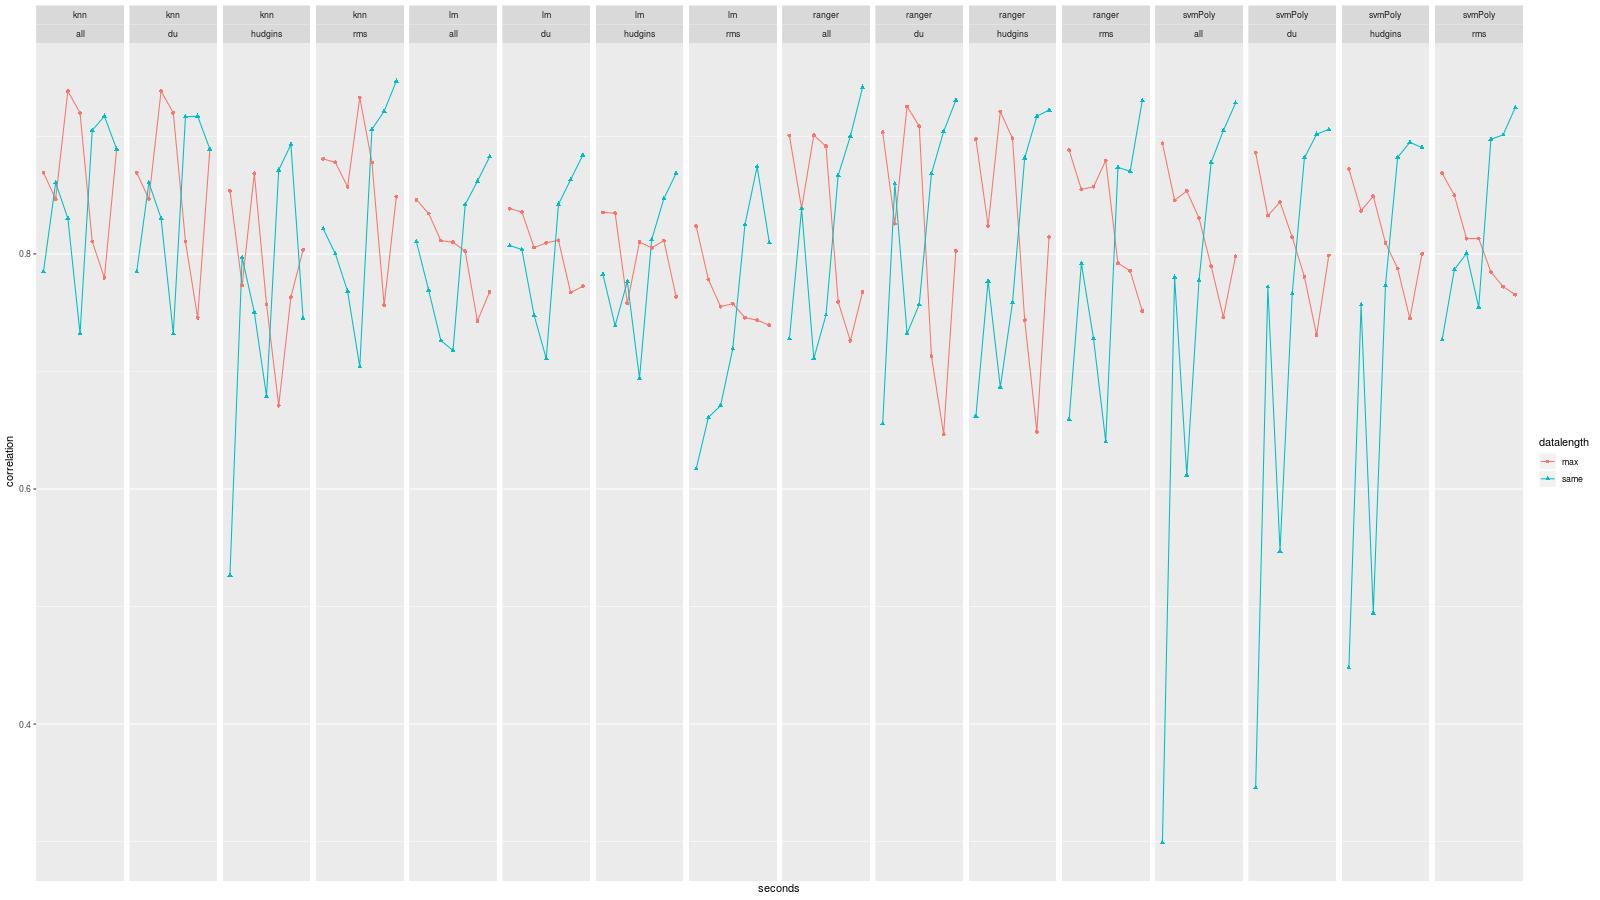 knn knn knn knn lm lm lm lm ranger ranger ranger ranger svmPoly svmPoly svmPoly svmPoly
all du hudgins rms all du hudgins rms all du hudgins rms all du hudgins rms
0.8
0.6
0.4
correlation
seconds
datalength
max
same